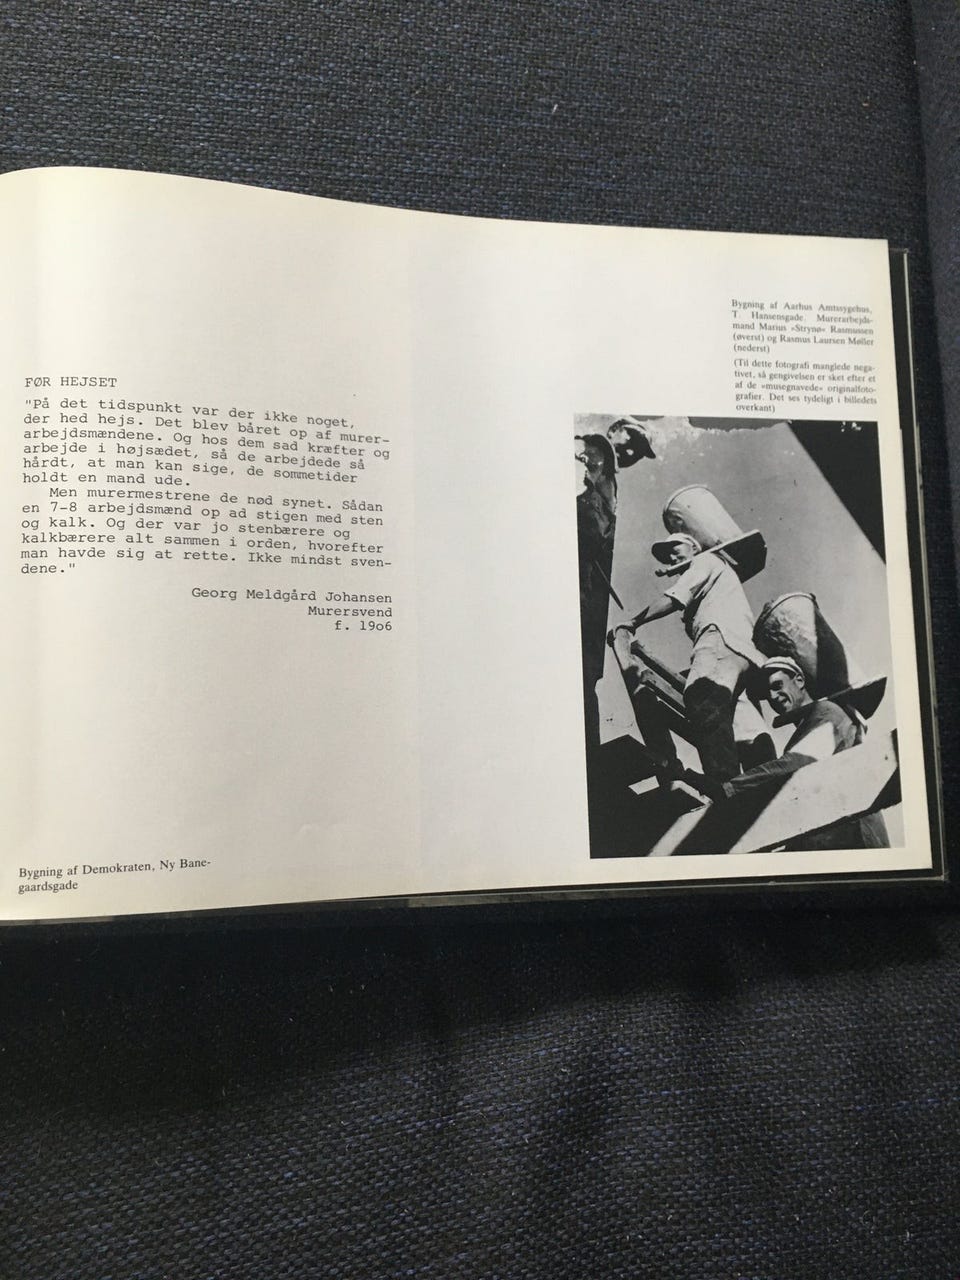 FØR HEJSET
"På det tidspunkt var der ikke noget,
der hed hejs. Det blev båret op af murer-
arbejdsmændene. Og hos dem sad kræfter og
arbejde i højsædet, så de arbejdede så
hårdt, at man kan sige, de sommetider
holdt en mand ude.
Men murermestrene de nød synet. Sådan
en 7-8 arbejdsmænd op ad stigen med sten
og kalk. Og der var jo stenbærere og
kalkbærere alt sammen i orden, hvorefter
man havde sig at rette. Ikke mindst sven-
dene."
Georg Meldgård Johansen
Murersvend
f. 19o6
Bygning af Demokraten, Ny Bane-
gaardsgade
Bygning af Aarhus Amtssygehus,
T. Hansensgade. Murerarbejds-
mand Marius »Strynø« Rasmussen
(øverst) og Rasmus Laursen Møller
(nederst)
(Til dette fotografi manglede nega-
tivet, så gengivelsen er sket efter et
af de »musegnavede« originalfoto-
grafier. Det ses tydeligt i billedets
overkant)